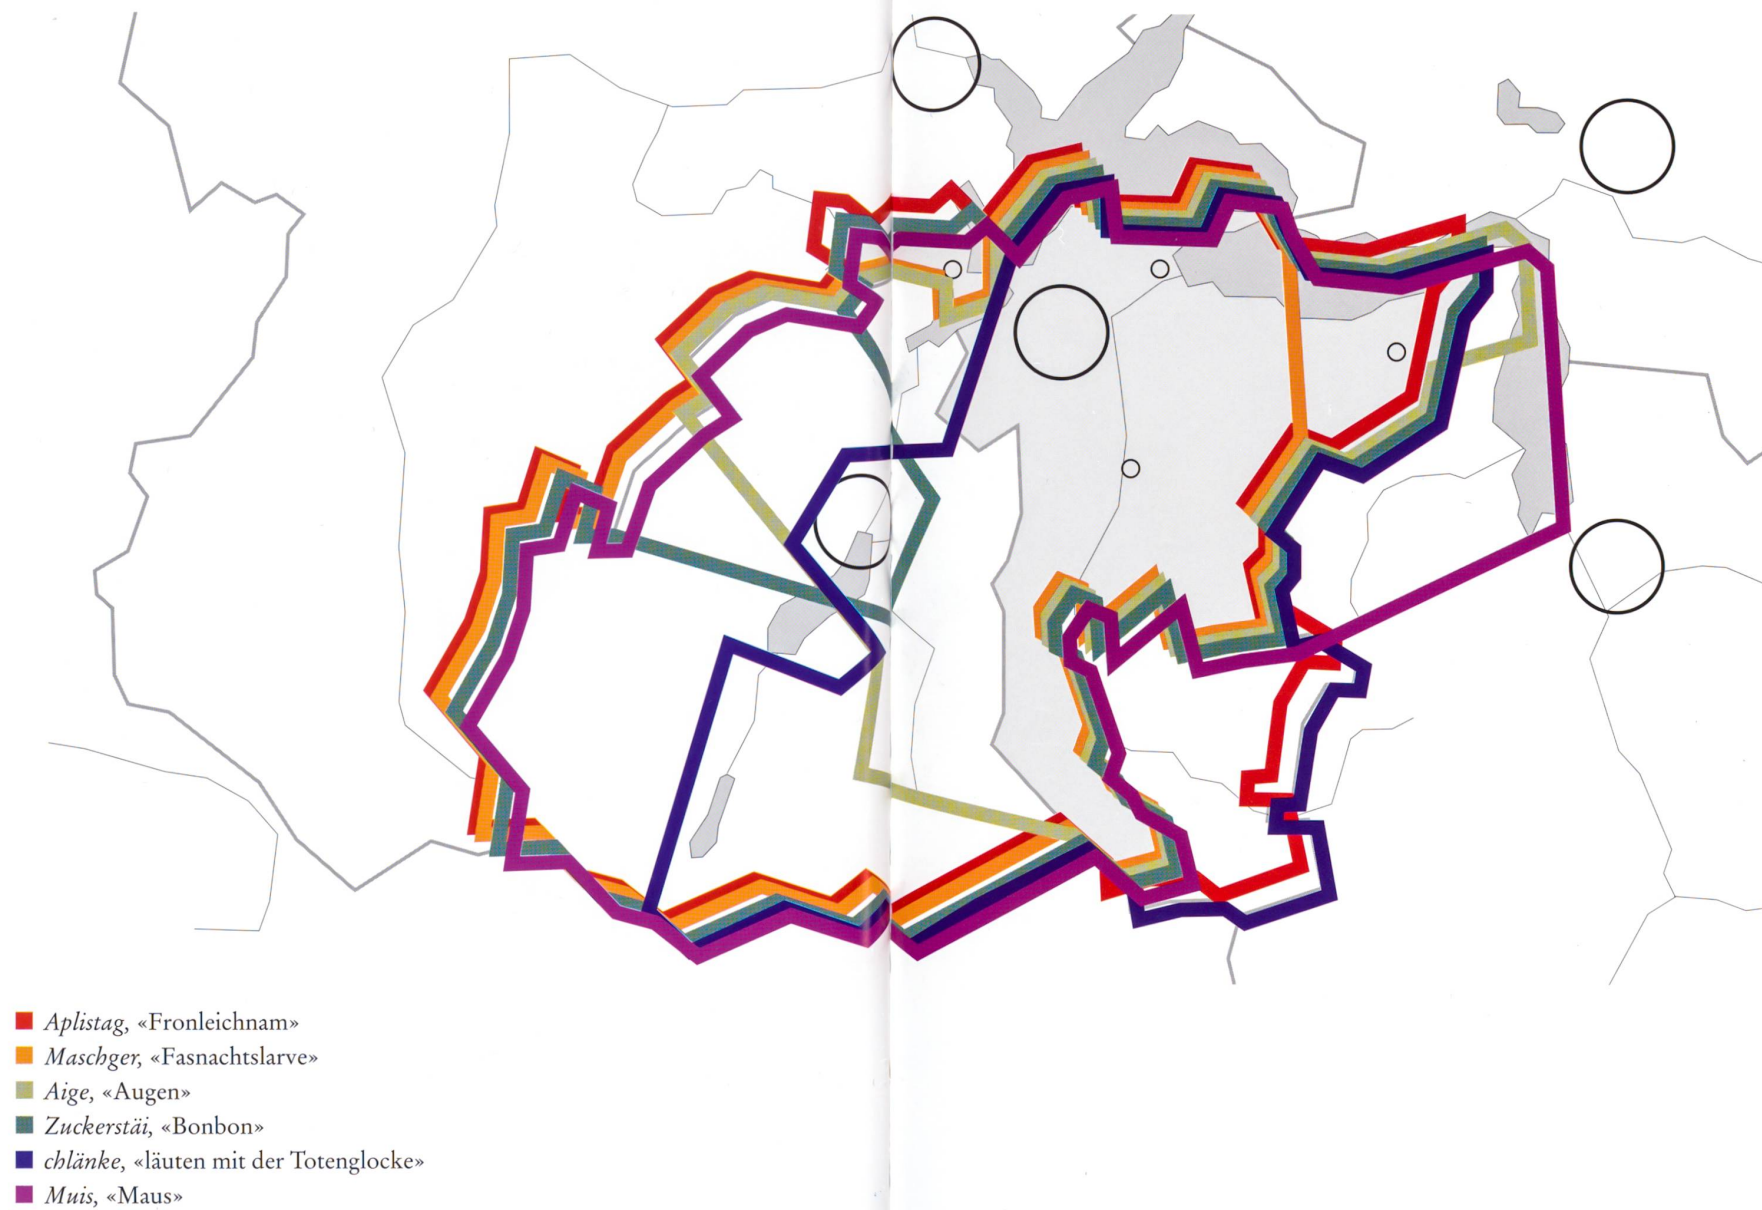 Aplistag, «Fronleichnam»
Maschger, «Fasnachtslarve»
Aige, «Augen»
Zuckerstäi, «Bonbon»
chlänke, «läuten mit der Totenglocke»
Muis, «Maus»